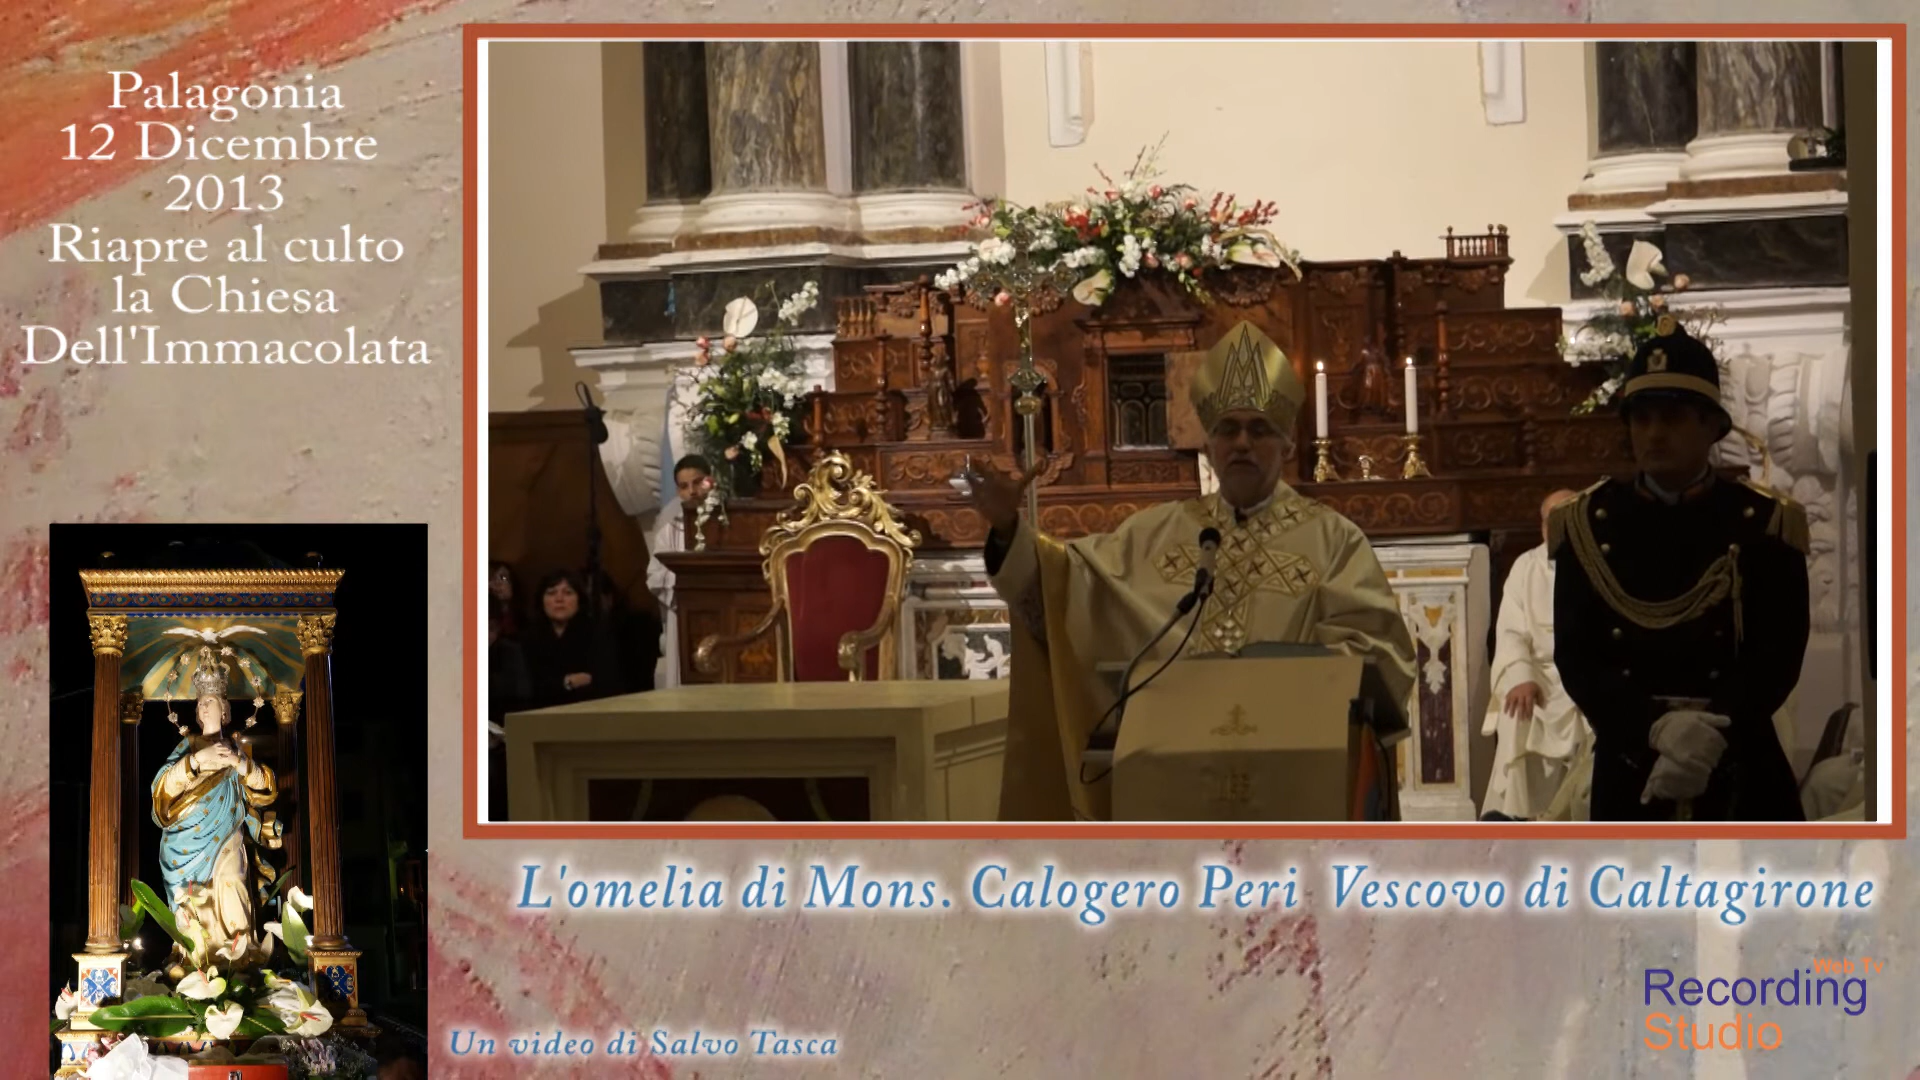 Palagonia
12 Dicembre
2013
Riapre al culto
la Chiesa
Dell'Immacolata
L'omelia di Mons. Calogero Peri Vescovo di Caltagirone
Un video di Salvo Tasca
Web Tv
Recording
Studio